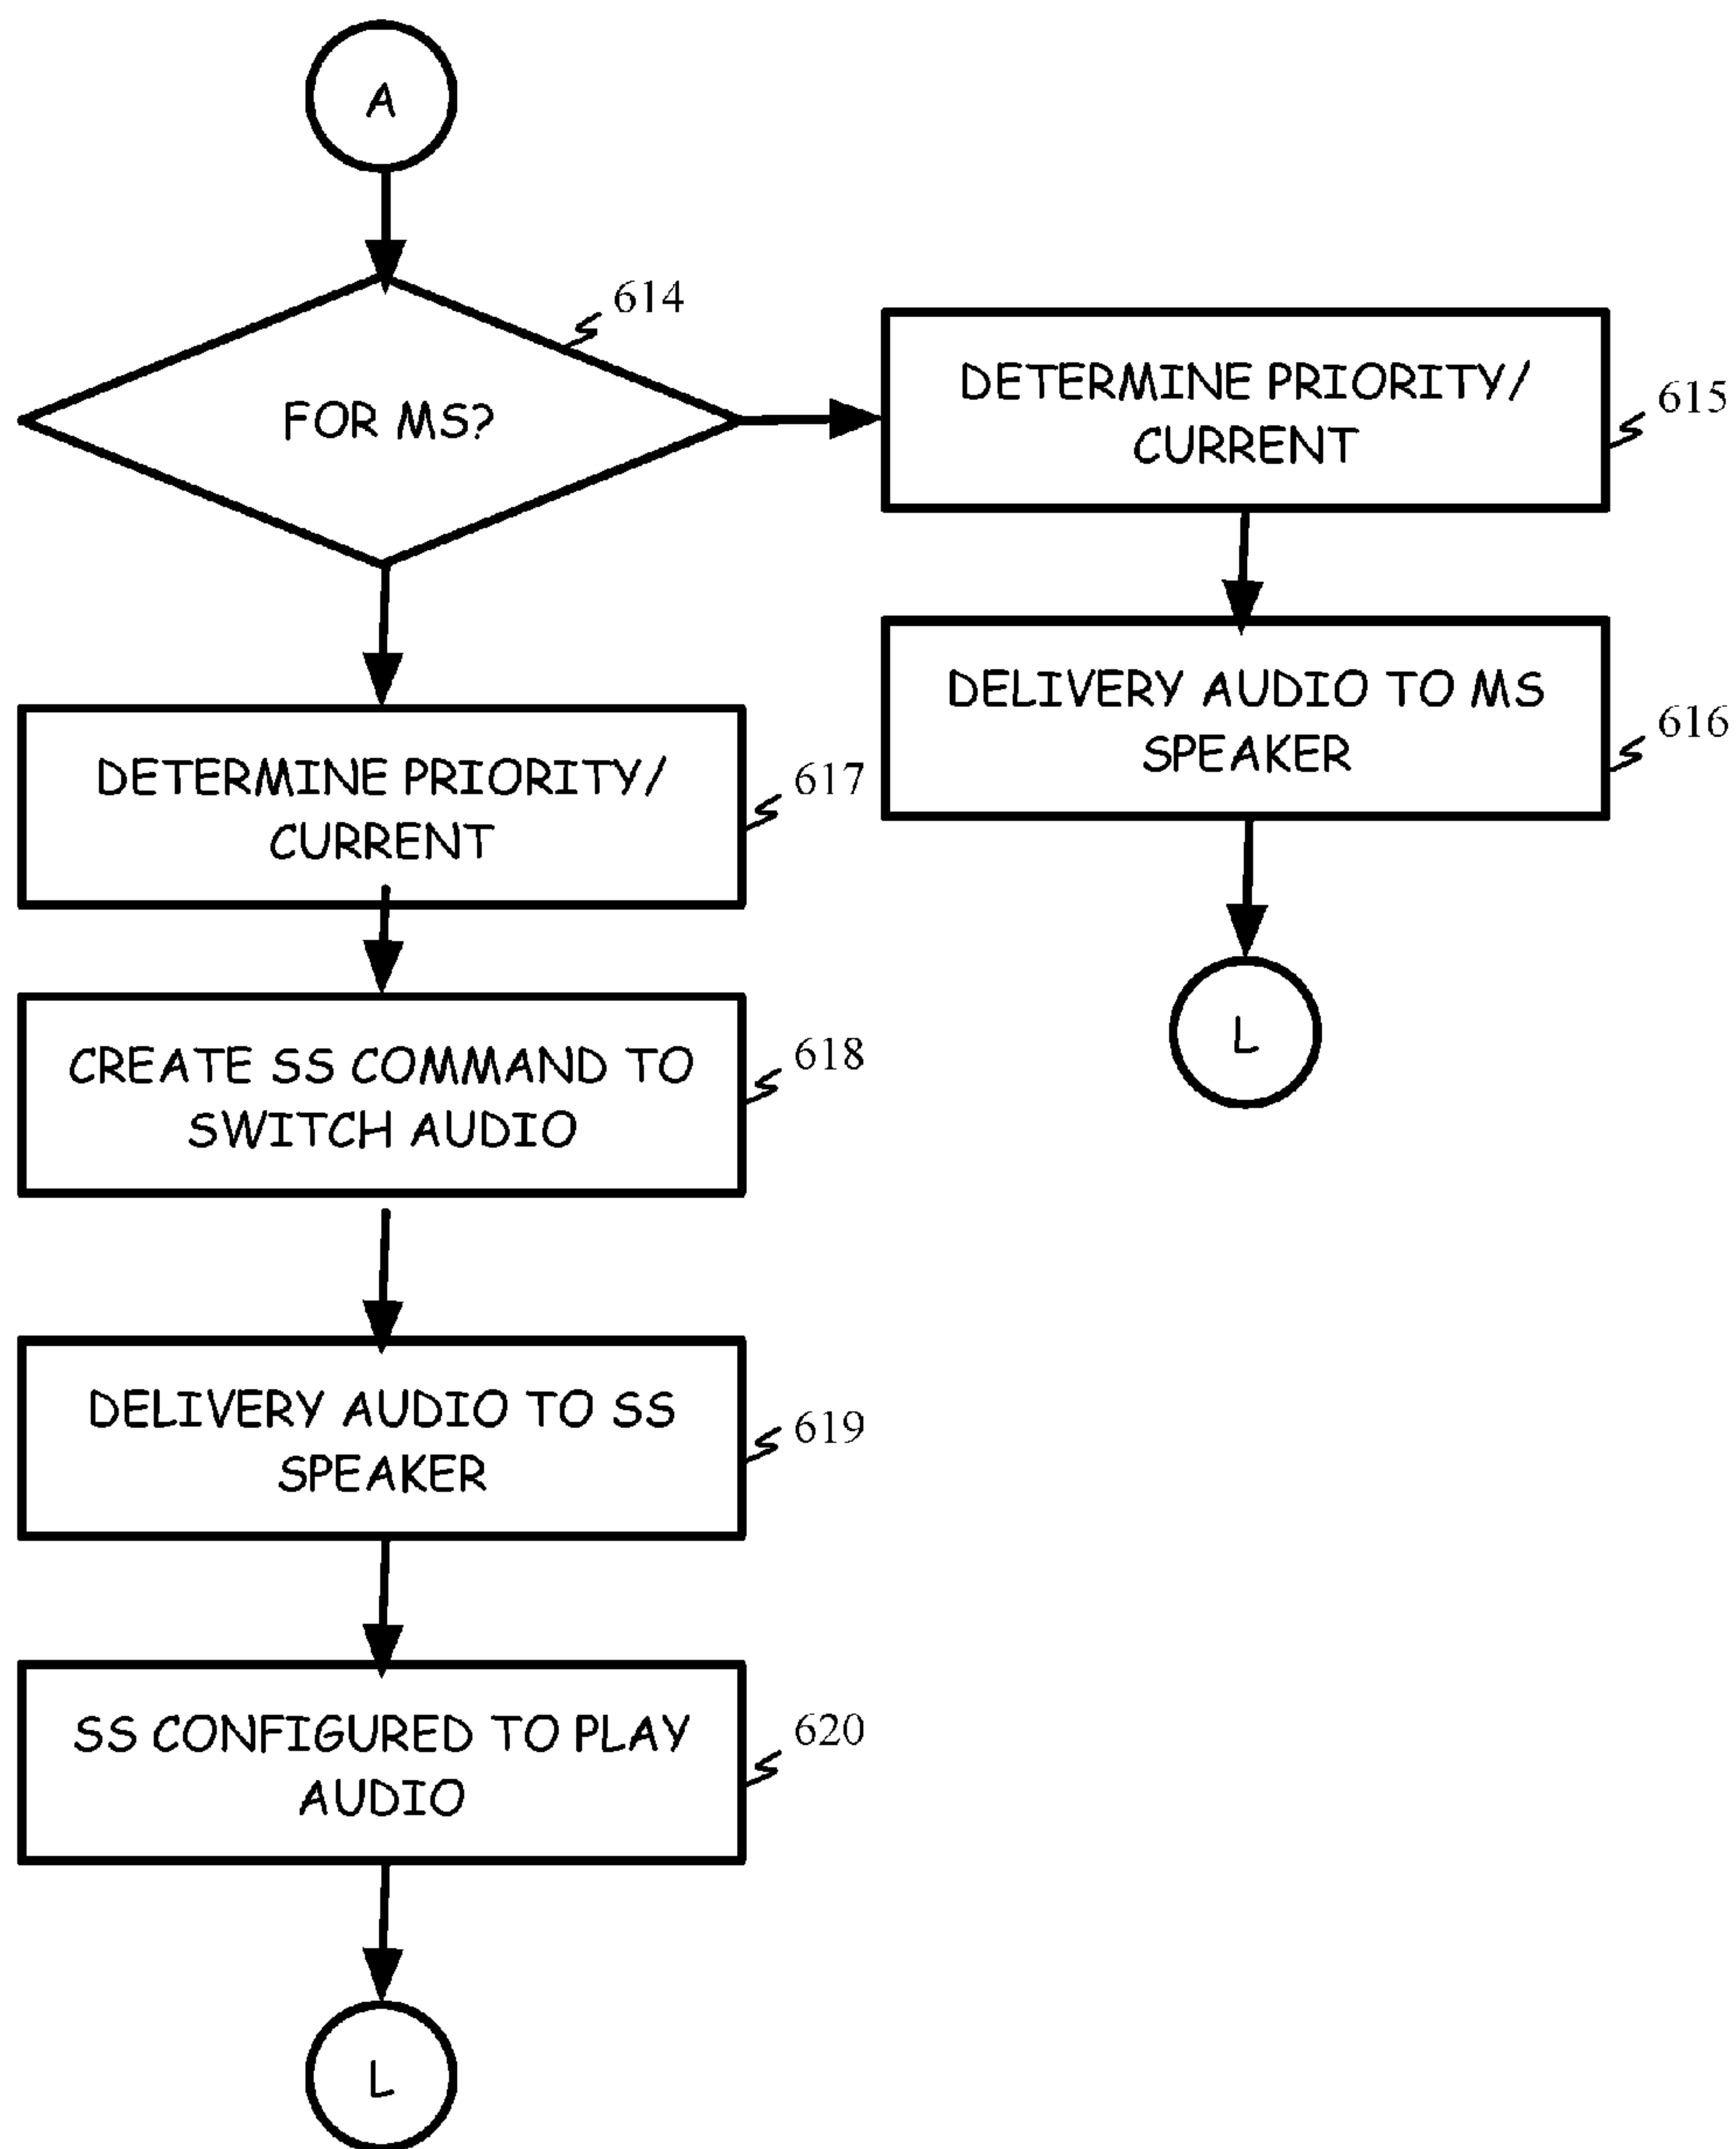 A
614
FOR MS?
DETERMINE PRIORITY/
CURRENT
615
DELIVERY AUDIO TO MS
SPEAKER
616
L
DETERMINE PRIORITY/
CURRENT
617
CREATE SS COMMAND TO
SWITCH AUDIO
618
DELIVERY AUDIO TO SS
SPEAKER
619
SS CONFIGURED TO PLAY
AUDIO
620
L